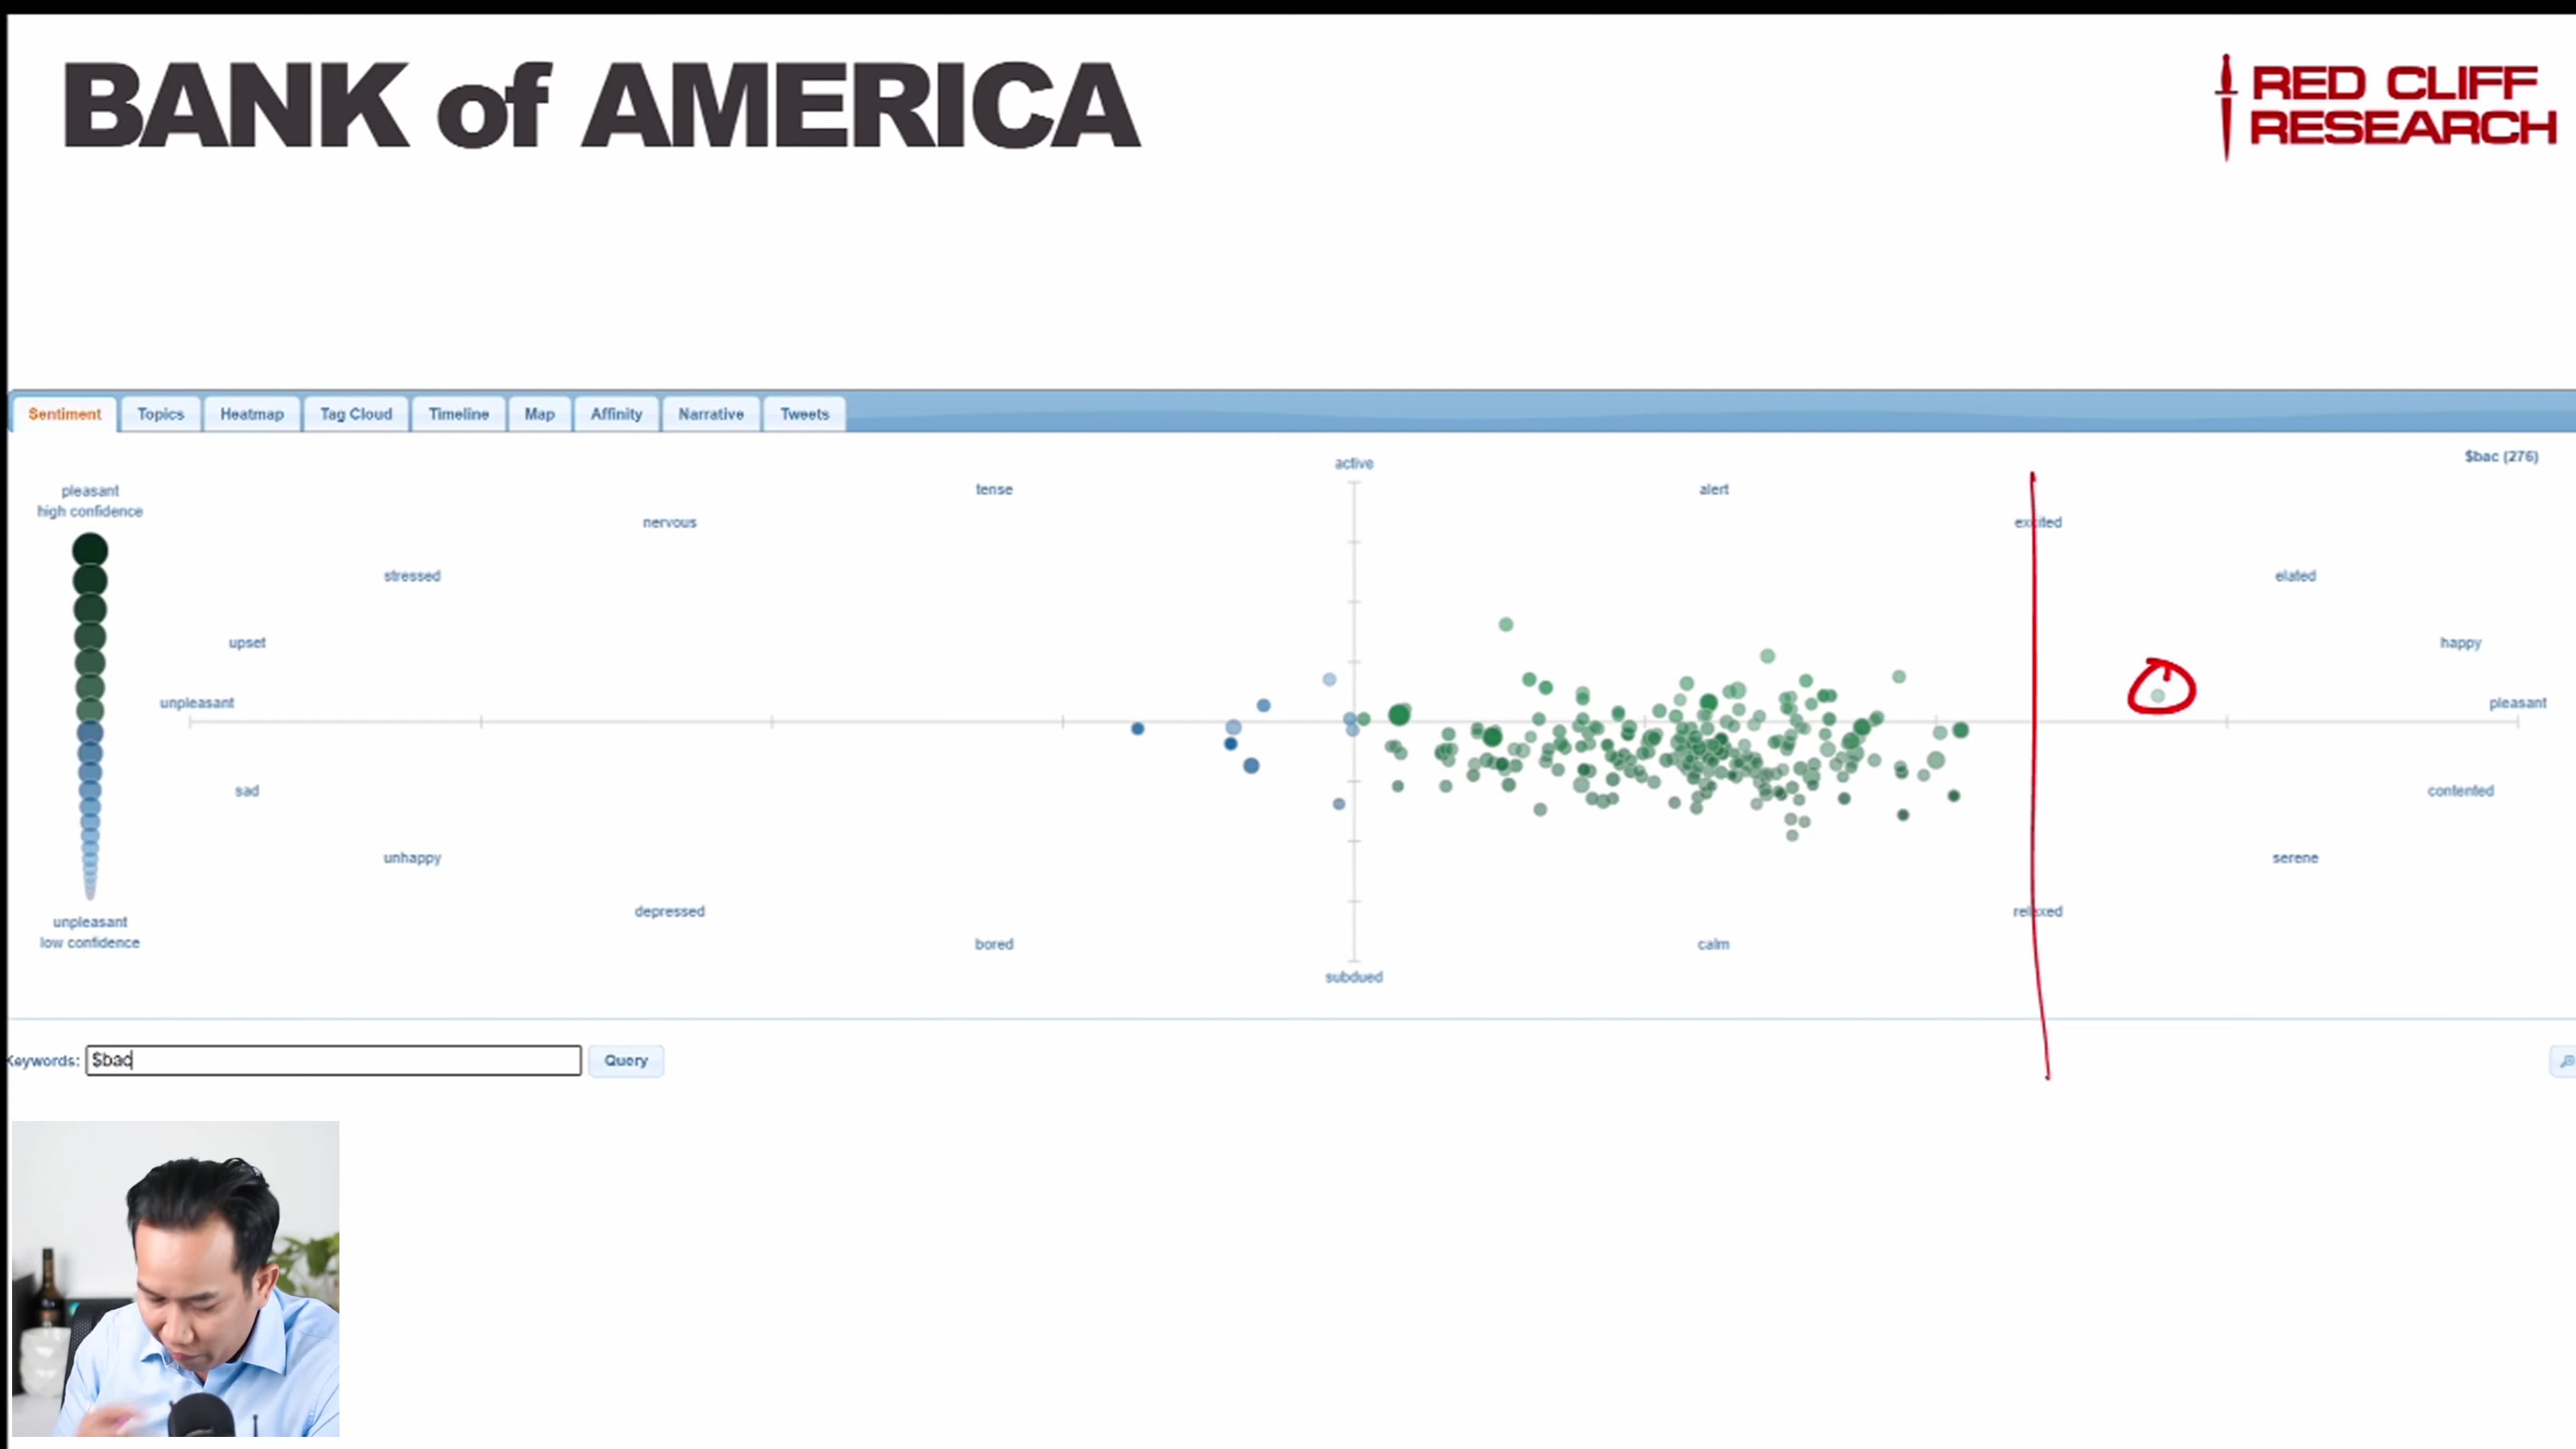 BANK of AMERICA
RED CLIFF
RESEARCH
Sentiment
Topics
Heatmap
Tag Cloud
Timeline
Map
Affinity
Narrative
Tweets
$bac (276)
active
pleasant
high confidence
tense
alert
nervous
excited
stressed
elated
upset
happy
unpleasant
pleasant
sad
contented
unhappy
serene
depressed
relaxed
unpleasant
low confidence
bored
calm
subdued
Keywords: $bac Query